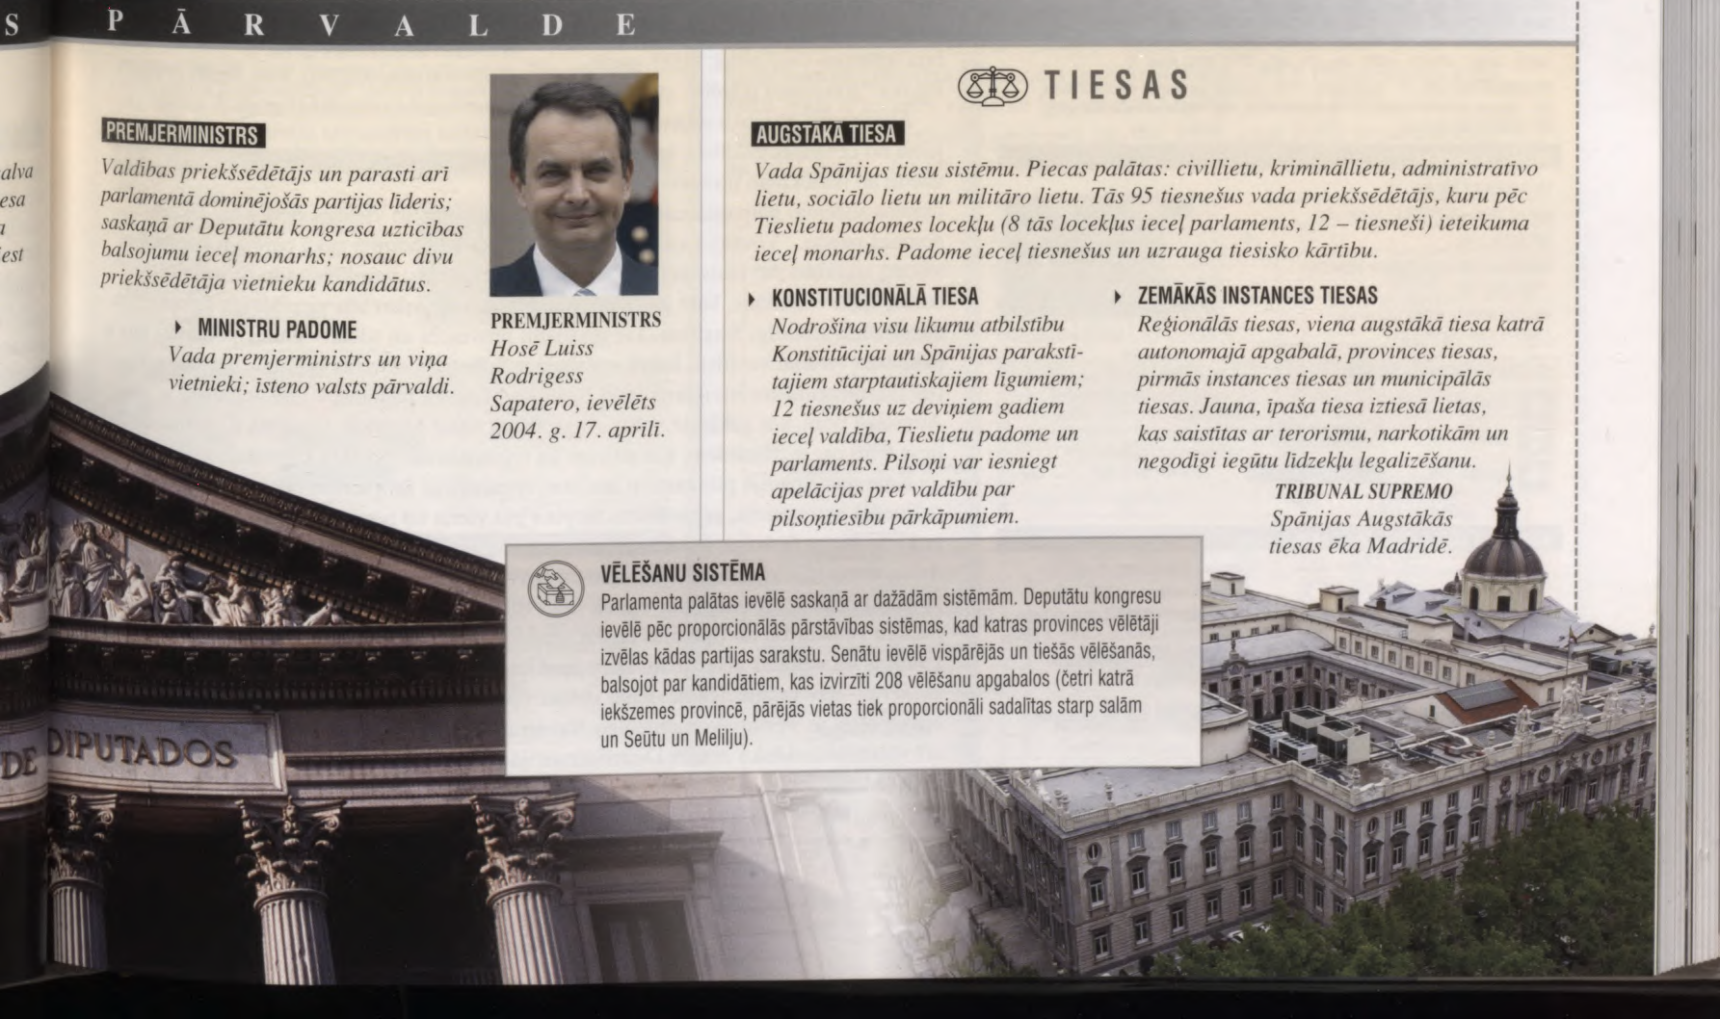 S PĀRVALDE
alva
esa
a
iest
PREMJERMINISTRS
Valdības priekšsēdētājs un parasti arī
parlamentā dominējošās partijas līderis;
saskaņā ar Deputātu kongresa uzticības
balsojumu ieceļ monarhs; nosauc divu
priekšsēdētāja vietnieku kandidātus.
MINISTRU PADOME
Vada premjerministrs un viņa
vietnieki; īsteno valsts pārvaldi.
PREMJERMINISTRS
Hosē Luiss
Rodrigess
Sapatero, ievēlēts
2004. g. 17. aprīlī.
TIESAS
AUGSTĀKĀ TIESA
Vada Spānijas tiesu sistēmu. Piecas palātas: civillietu, krimināllietu, administratīvo
lietu, sociālo lietu un militāro lietu. Tās 95 tiesnešus vada priekšsēdētājs, kuru pēc
Tieslietu padomes locekļu (8 tās locekļus ieceļ parlaments, 12 – tiesneši) ieteikuma
ieceļ monarhs. Padome ieceļ tiesnešus un uzrauga tiesisko kārtību.
KONSTITUCIONĀLĀ TIESA
Nodrošina visu likumu atbilstību
Konstitūcijai un Spānijas parakstī-
tajiem starptautiskajiem līgumiem;
12 tiesnešus uz deviņiem gadiem
ieceļ valdība, Tieslietu padome un
parlaments. Pilsoņi var iesniegt
apelācijas pret valdību par
pilsoņtiesību pārkāpumiem.
ZEMĀKĀS INSTANCES TIESAS
Reģionālās tiesas, viena augstākā tiesa katrā
autonomajā apgabalā, provinces tiesas,
pirmās instances tiesas un municipālās
tiesas. Jauna, īpaša tiesa iztiesā lietas,
kas saistītas ar terorismu, narkotikām un
negodīgi iegūtu līdzekļu legalizēšanu.
TRIBUNAL SUPREMO
Spānijas Augstākās
tiesas ēka Madridē.
VĒLĒŠANU SISTĒMA
Parlamenta palātas ievēlē saskaņā ar dažādām sistēmām. Deputātu kongresu
ievēlē pēc proporcionālās pārstāvības sistēmas, kad katras provinces vēlētāji
izvēlas kādas partijas sarakstu. Senātu ievēlē vispārējās un tiešās vēlēšanās,
balsojot par kandidātiem, kas izvirzīti 208 vēlēšanu apgabalos (četri katrā
iekšzemes provincē, pārējās vietas tiek proporcionāli sadalītas starp salām
un Seūtu un Melilju).
DE DIPUTADOS